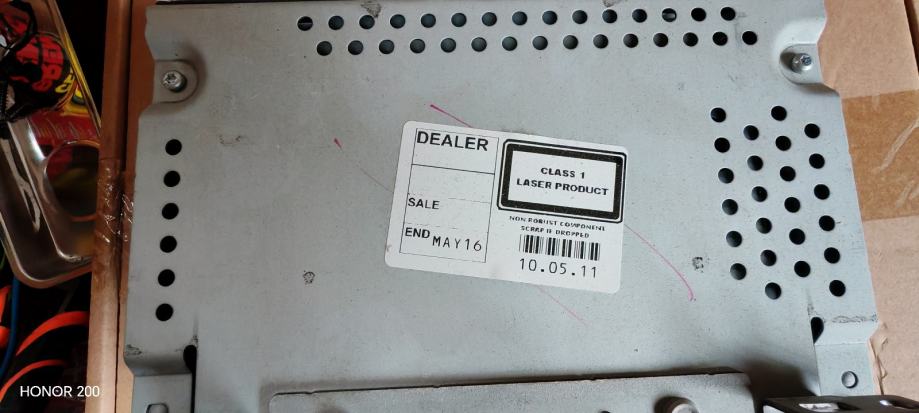 DEALER
SALE
END MAY16
CLASS 1
LASER PRODUCT
NON ROBUST COMPONENT
SCRAP IF DROPPED
10.05.11
HONOR 200